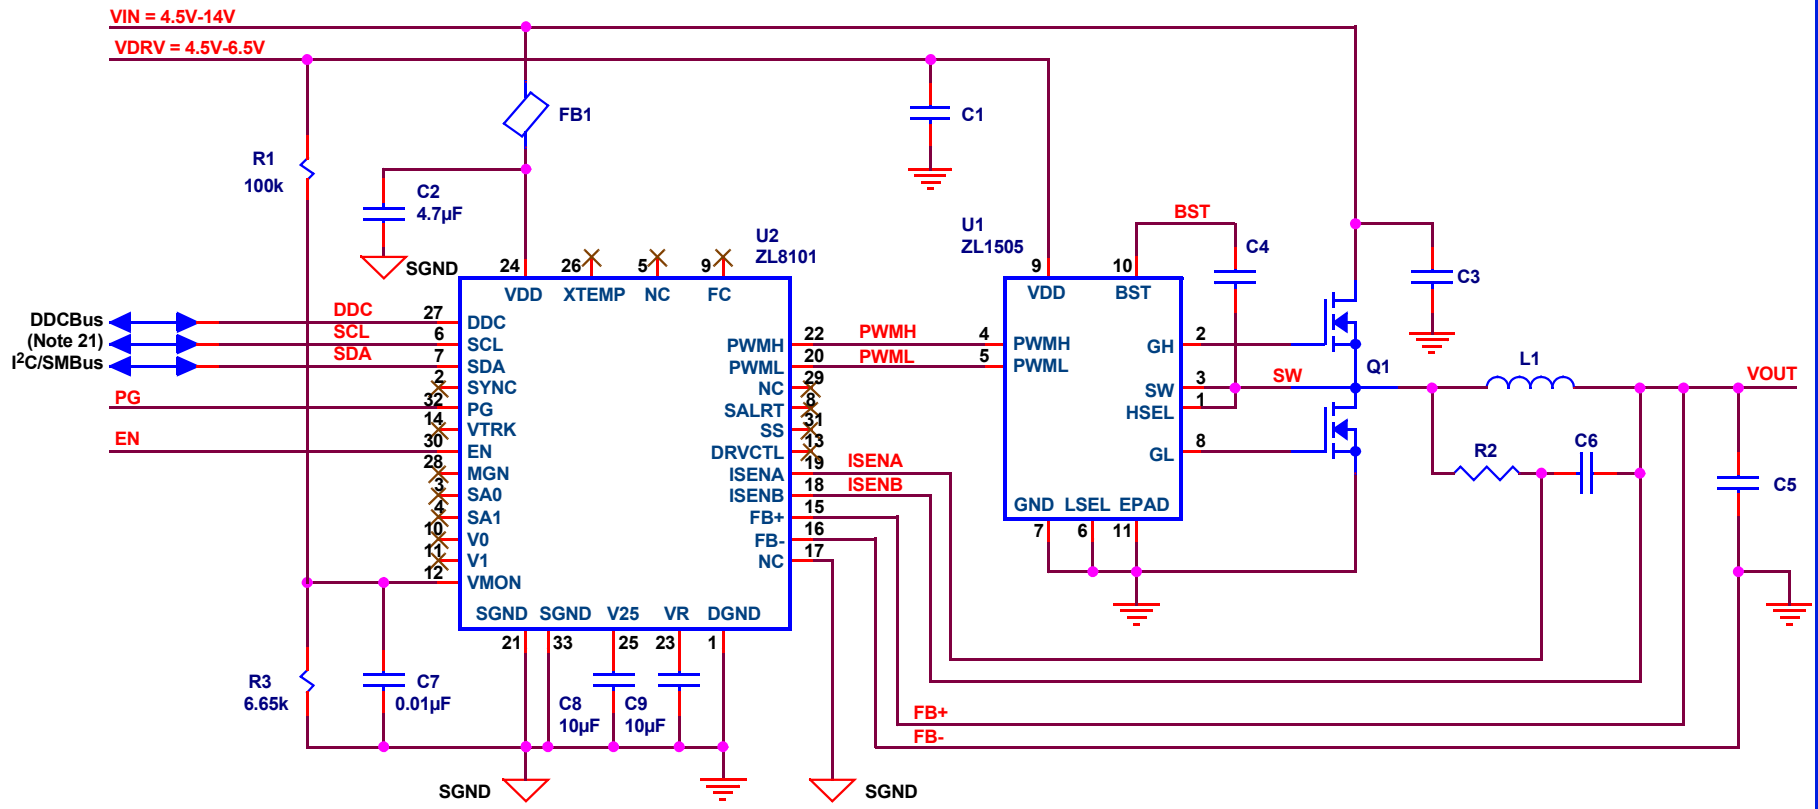 VIN = 4.5V-14V
VDRV = 4.5V-6.5V
FB1
C1
R1
100k
C2
4.7µF
SGND
U2
ZL8101
U1
ZL1505
BST
C4
C3
24
26
5
9
VDD
XTEMP
NC
FC
9
10
VDD
BST
DDCBus
(Note 21)
I²C/SMBus
DDC
SCL
SDA
PG
EN
27
6
7
2
32
14
30
28
3
4
10
11
12
DDC
SCL
SDA
SYNC
PG
VTRK
EN
MGN
SA0
SA1
V0
V1
VMON
PWMH
PWML
NC
SALRT
SS
DRVCTL
ISENA
ISENB
FB+
FB-
NC
22
20
29
8
31
13
19
18
15
16
17
PWMH
PWML
ISENA
ISENB
4
5
PWMH
PWML
GH
SW
HSEL
GL
2
3
1
8
SW
Q1
L1
VOUT
R2
C6
C5
GND
LSEL
EPAD
7
6
11
SGND
SGND
V25
VR
DGND
21
33
25
23
1
R3
6.65k
C7
0.01µF
C8
10µF
C9
10µF
FB+
FB-
SGND
SGND